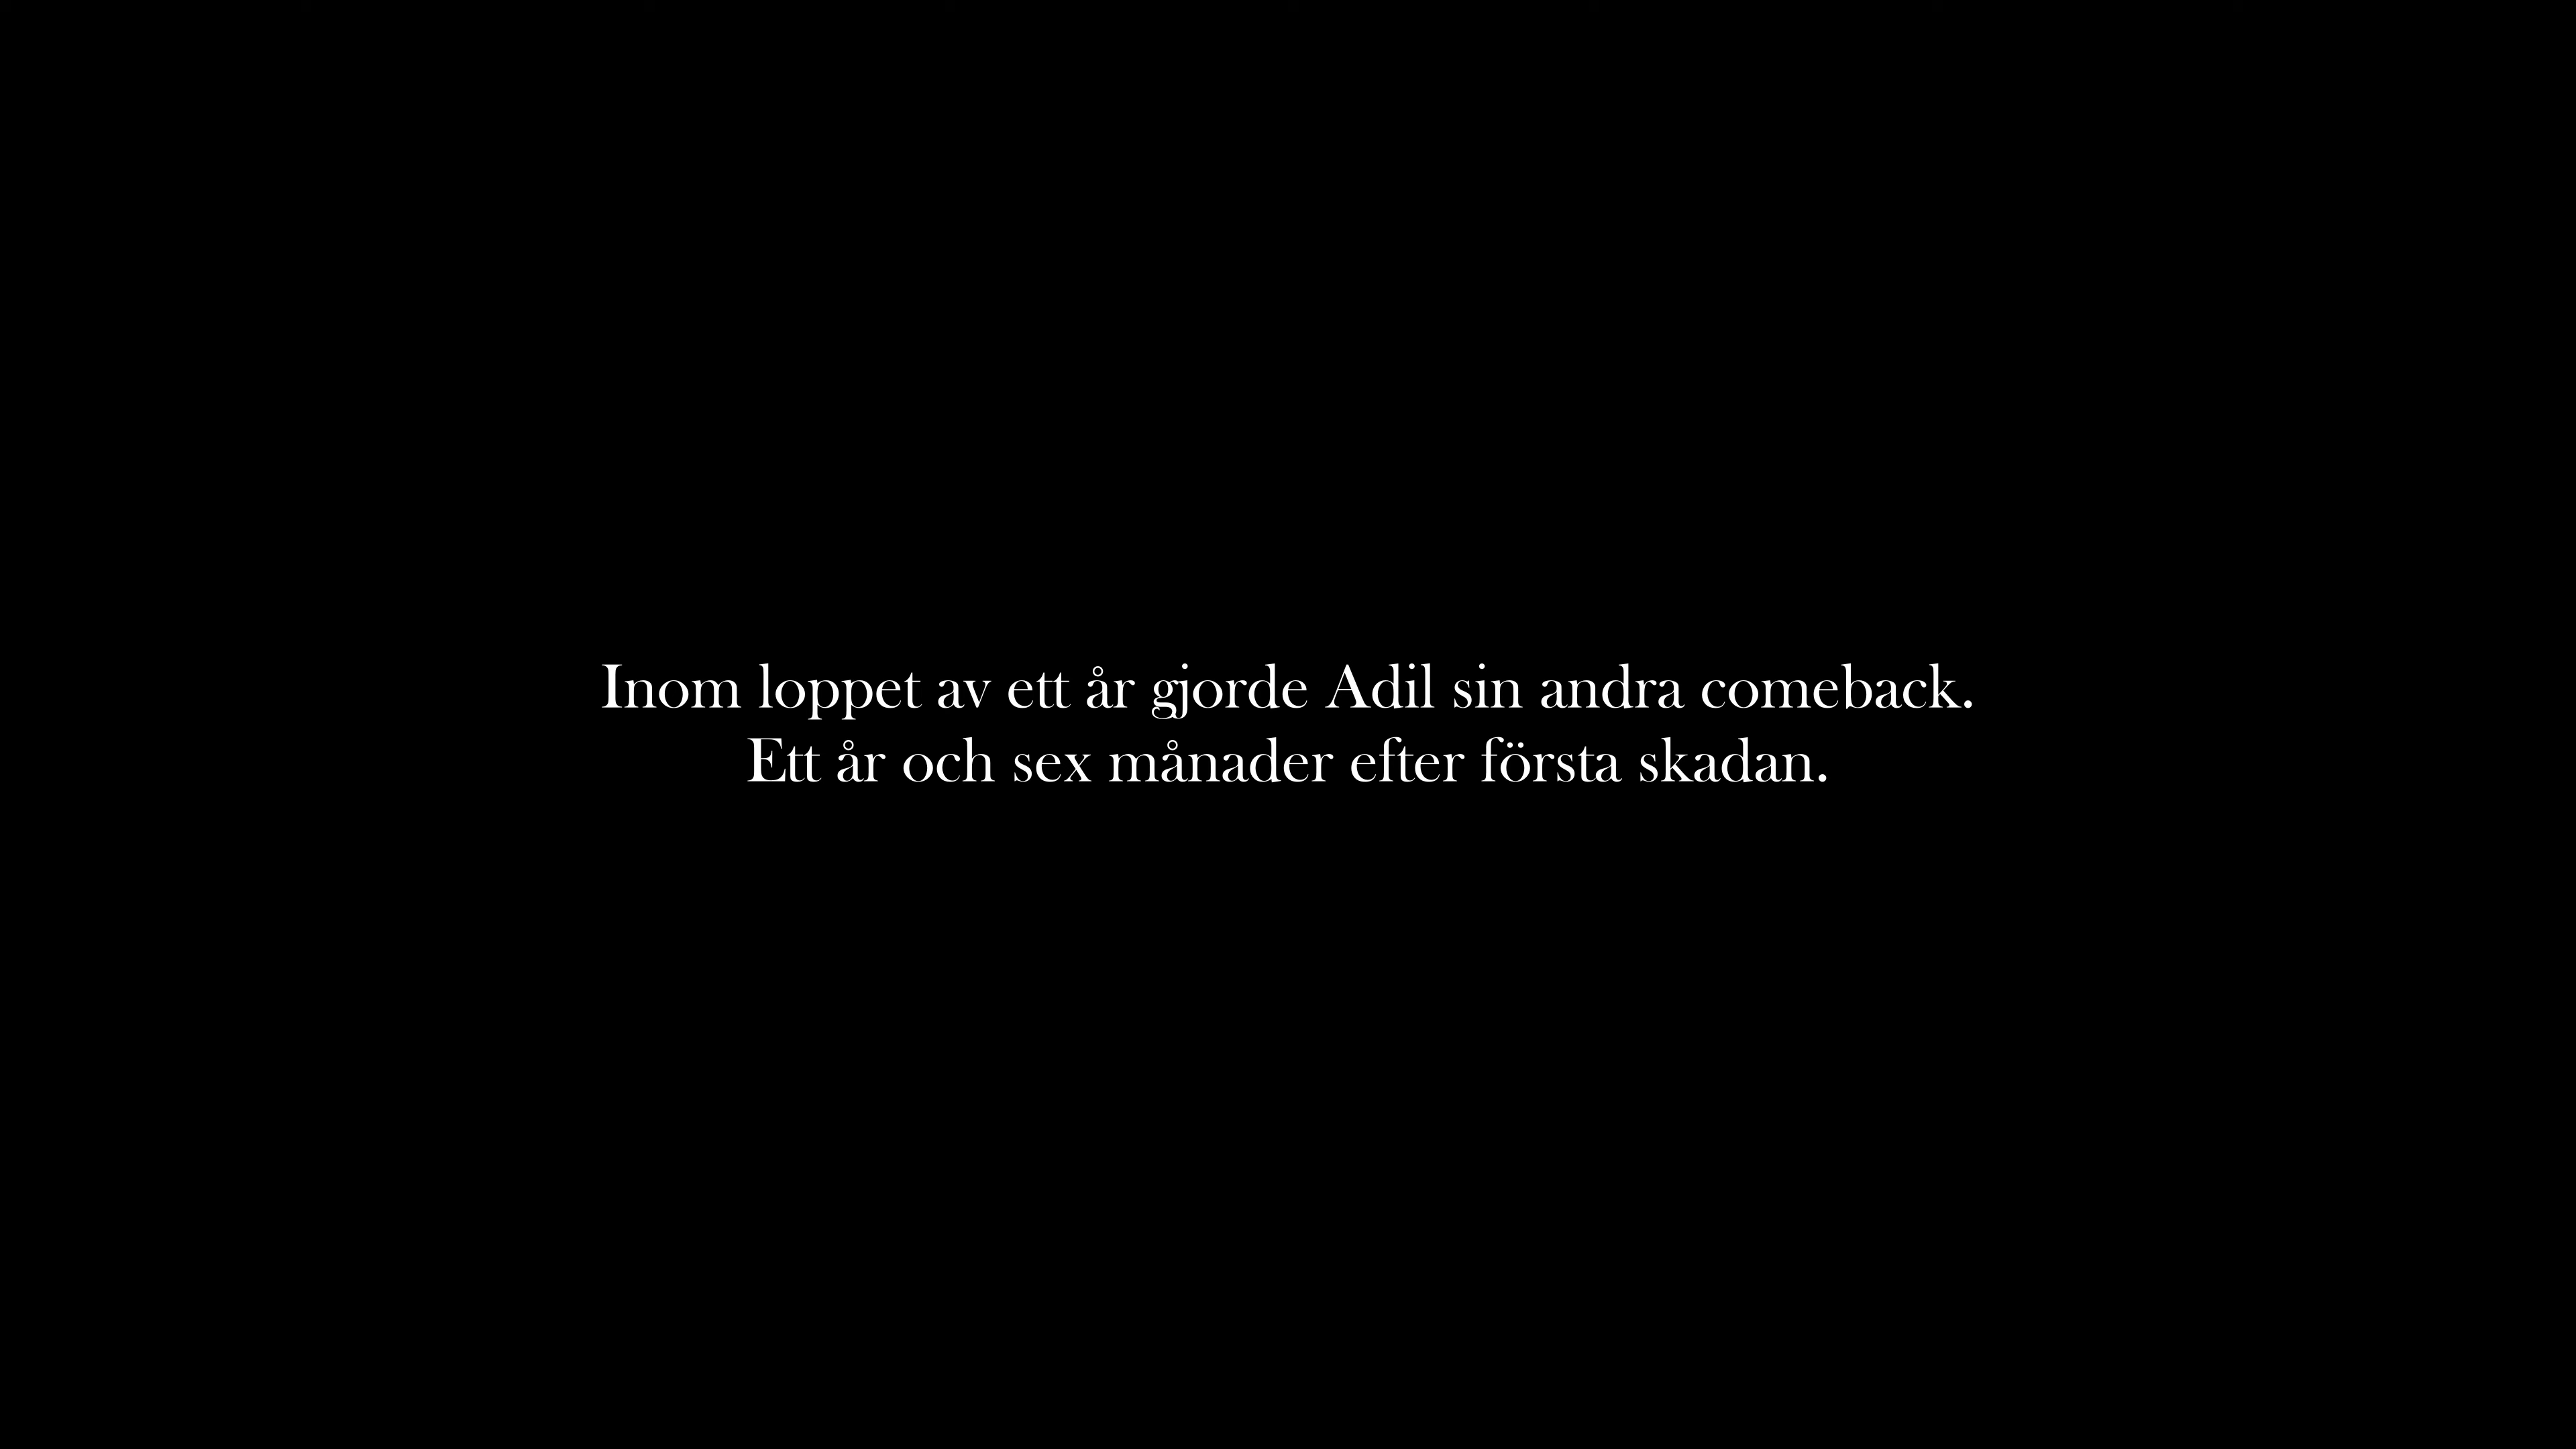 Inom loppet av ett år gjorde Adil sin andra comeback.
Ett år och sex månader efter första skadan.